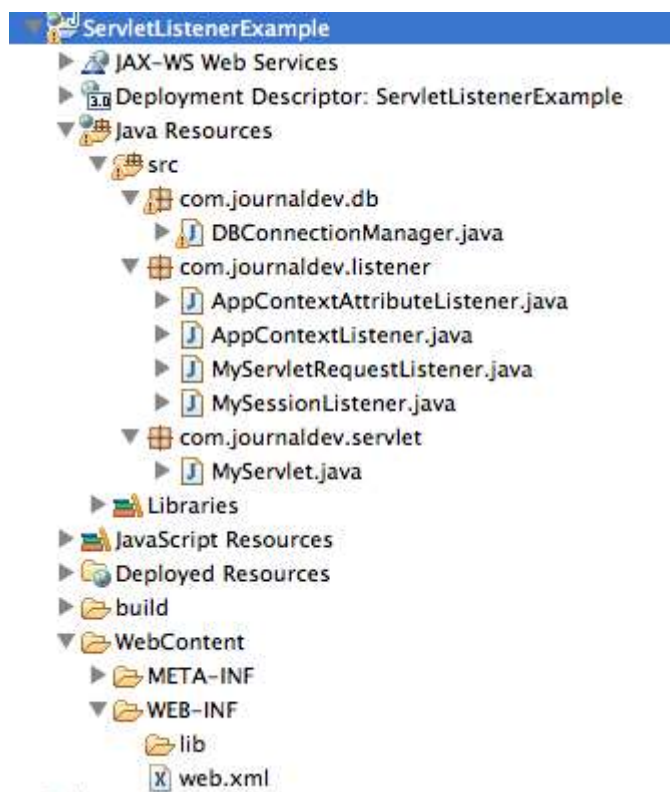 ServletListenerExample
JAX-WS Web Services
3.0 Deployment Descriptor: ServletListenerExample
Java Resources
src
com.journaldev.db
J DBConnectionManager.java
com.journaldev.listener
J AppContextAttributeListener.java
J AppContextListener.java
J MyServletRequestListener.java
J MySessionListener.java
com.journaldev.servlet
J MyServlet.java
Libraries
JavaScript Resources
Deployed Resources
build
WebContent
META-INF
WEB-INF
lib
X web.xml